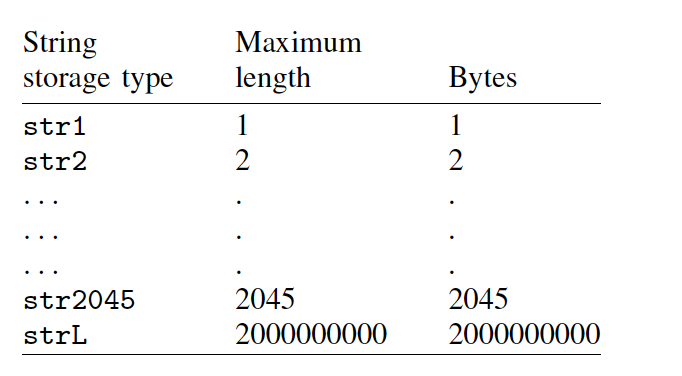 String Maximum
storage type length Bytes
str1 1 1
str2 2 2
. . . . .
. . . . .
. . . . .
str2045 2045 2045
strL 2000000000 2000000000